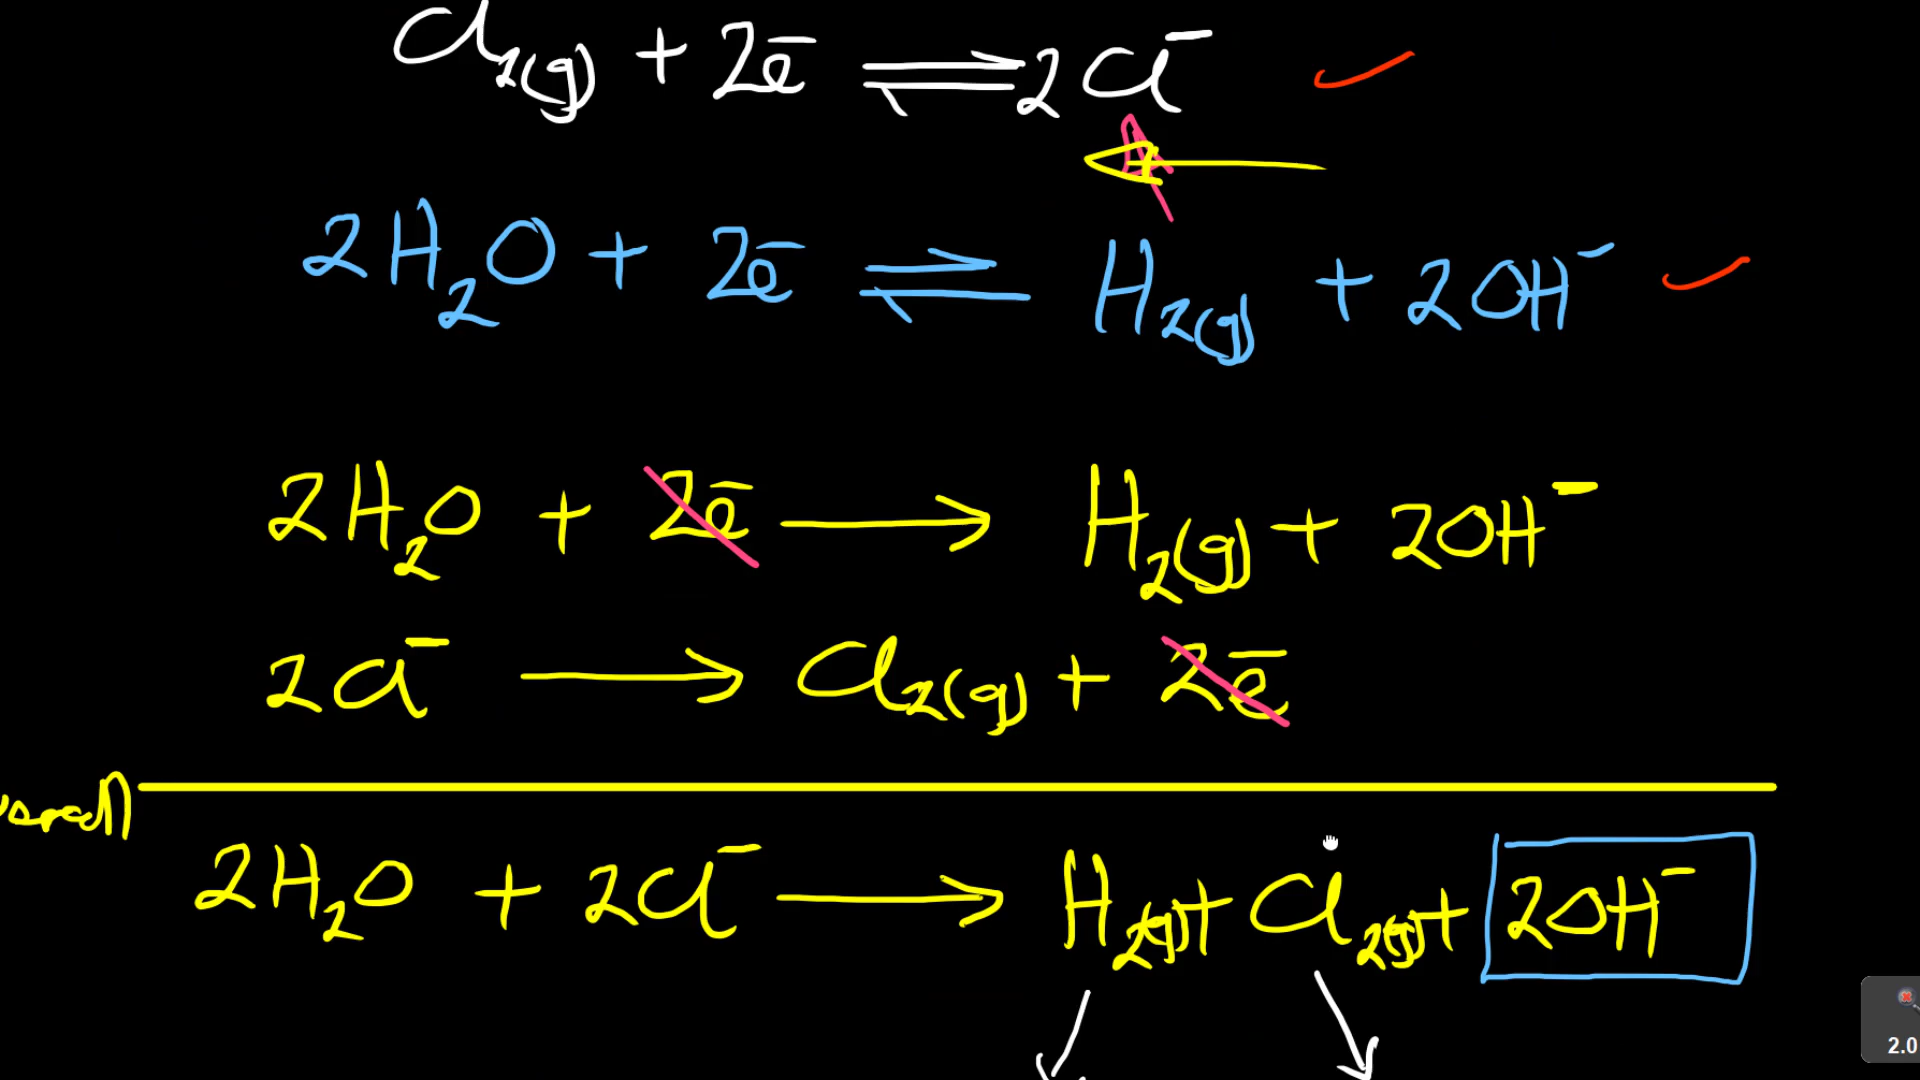 Cl₂(g) + 2e⁻ ⇌ 2Cl⁻
2H₂O + 2e⁻ ⇌ H₂(g) + 2OH⁻
2H₂O + 2e⁻ → H₂(g) + 2OH⁻
2Cl⁻ → Cl₂(g) + 2e⁻
2H₂O + 2Cl⁻ → H₂(g) + Cl₂(g) + 2OH⁻
2.0